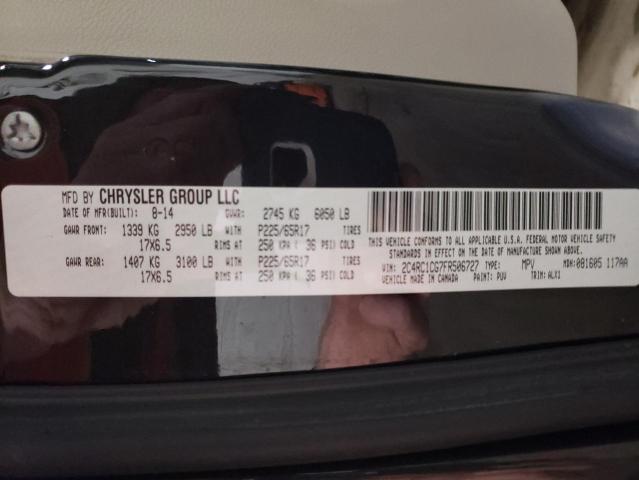 MFD BY CHRYSLER GROUP LLC
DATE OF MFR(BUILT): 8-14 GVWR: 2745 KG 6050 LB
GAWR FRONT: 1339 KG 2950 LB WITH P225/65R17 TIRES
17X6.5 RIMS AT 250 KPA ( 36 PSI) COLD
GAWR REAR: 1407 KG 3100 LB WITH P225/65R17 TIRES
17X6.5 RIMS AT 250 KPA ( 36 PSI) COLD
THIS VEHICLE CONFORMS TO ALL APPLICABLE U.S.A. FEDERAL MOTOR VEHICLE SAFETY
STANDARDS IN EFFECT ON THE DATE OF MANUFACTURE SHOWN ABOVE.
VIN: 2C4RC1CG7FR506727 TYPE: MPV MDH: 081605 117AA
VEHICLE MADE IN CANADA PAINT: PUV TRIM: ALX1